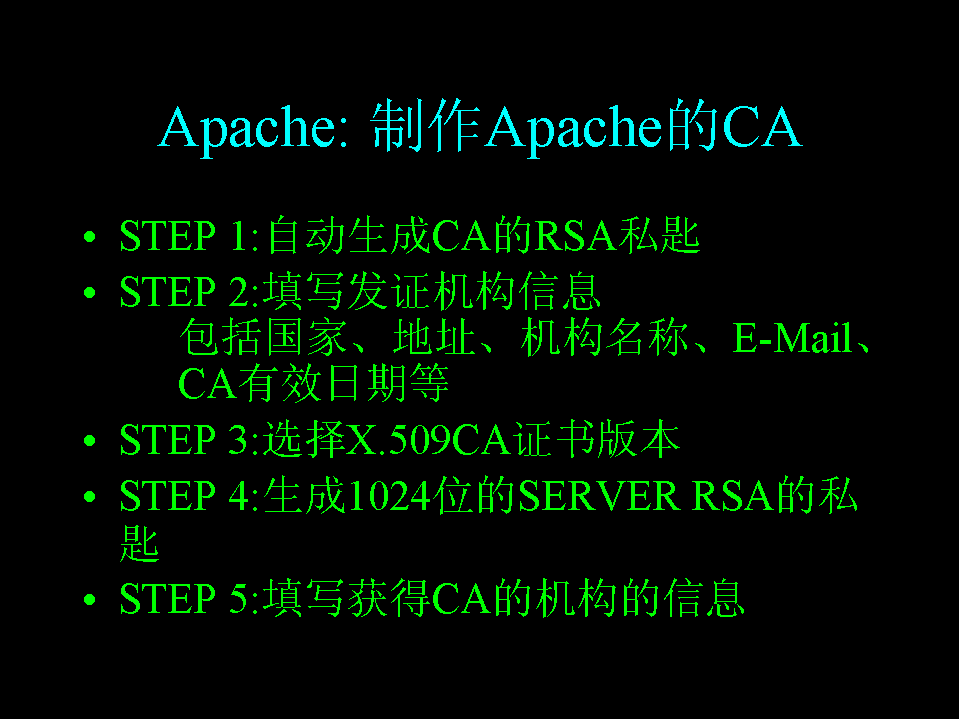 Apache: 制作Apache的CA
• STEP 1:自动生成CA的RSA私匙
• STEP 2:填写发证机构信息
包括国家、地址、机构名称、E-Mail、
CA有效日期等
• STEP 3:选择X.509CA证书版本
• STEP 4:生成1024位的SERVER RSA的私
匙
• STEP 5:填写获得CA的机构的信息